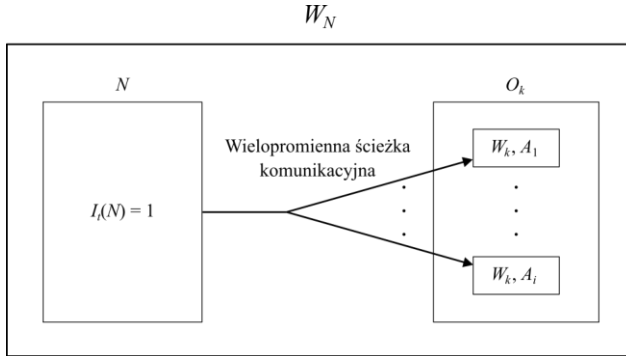 W_N
N
O_k
Wielopromienna ścieżka
komunikacyjna
W_k, A_1
I_t(N) = 1
W_k, A_i